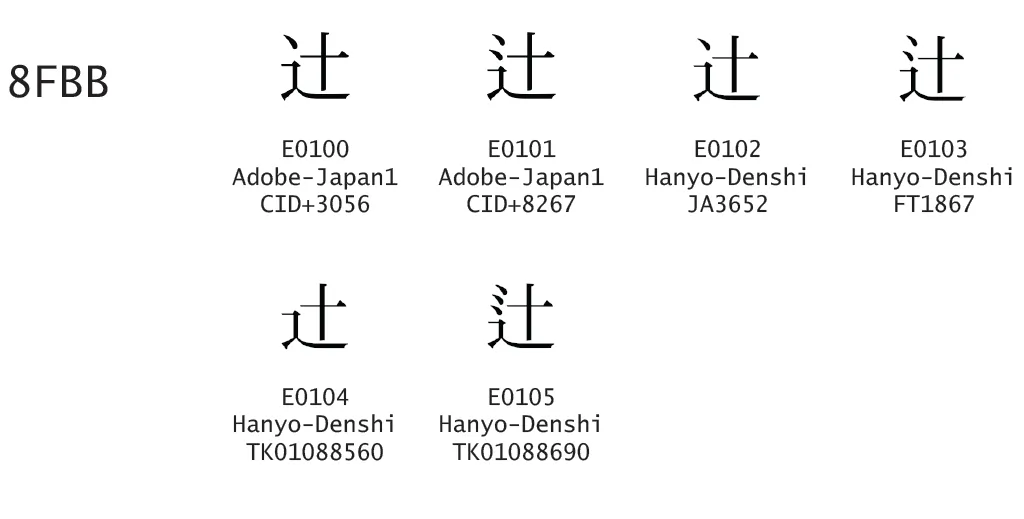 8FBB 辻 辻󠄁 辻 辻󠄁
E0100 E0101 E0102 E0103
Adobe-Japan1 Adobe-Japan1 Hanyo-Denshi Hanyo-Denshi
CID+3056 CID+8267 JA3652 FT1867
辻 辻
E0104 E0105
Hanyo-Denshi Hanyo-Denshi
TK01088560 TK01088690